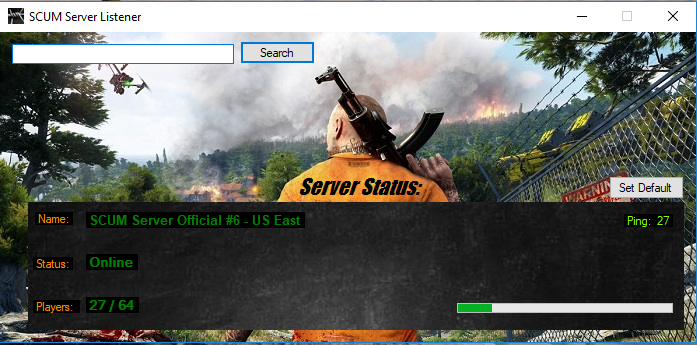 SCUM Server Listener
Search
Server Status:
Set Default
WARNING
Name: SCUM Server Official #6 - US East
Ping: 27
Status: Online
Players: 27 / 64